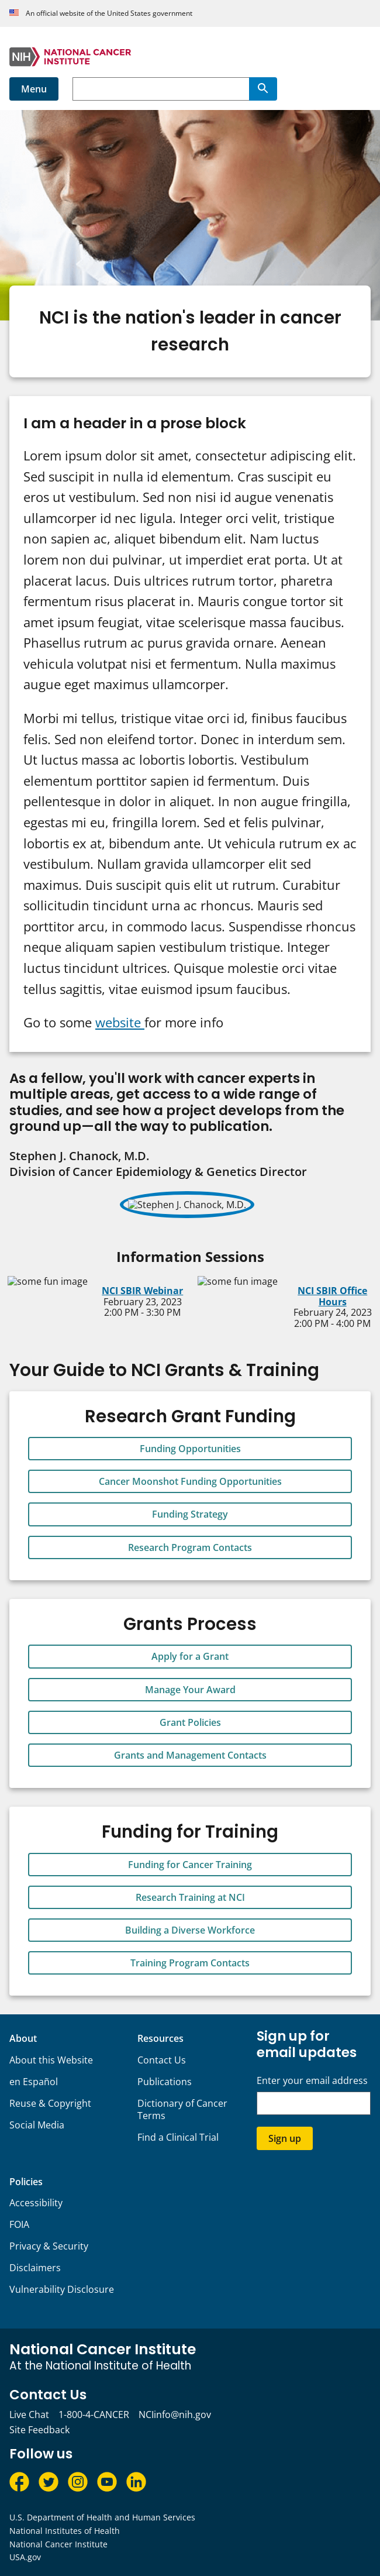 An official website of the United States government
NIH NATIONAL CANCER
INSTITUTE
Menu
NCI is the nation's leader in cancer
research
I am a header in a prose block
Lorem ipsum dolor sit amet, consectetur adipiscing elit.
Sed suscipit in nulla id elementum. Cras suscipit eu
eros ut vestibulum. Sed non nisi id augue venenatis
ullamcorper id nec ligula. Integer orci velit, tristique
non sapien ac, aliquet bibendum elit. Nam luctus
lorem non dui pulvinar, ut imperdiet erat porta. Ut at
placerat lacus. Duis ultrices rutrum tortor, pharetra
fermentum risus placerat in. Mauris congue tortor sit
amet ipsum feugiat, vitae scelerisque massa faucibus.
Phasellus rutrum ac purus gravida ornare. Aenean
vehicula volutpat nisi et fermentum. Nulla maximus
augue eget maximus ullamcorper.
Morbi mi tellus, tristique vitae orci id, finibus faucibus
felis. Sed non eleifend tortor. Donec in interdum sem.
Ut luctus massa ac lobortis lobortis. Vestibulum
elementum porttitor sapien id fermentum. Duis
pellentesque in dolor in aliquet. In non augue fringilla,
egestas mi eu, fringilla lorem. Sed et felis pulvinar,
lobortis ex at, bibendum ante. Ut vehicula rutrum ex ac
vestibulum. Nullam gravida ullamcorper elit sed
maximus. Duis suscipit quis elit ut rutrum. Curabitur
sollicitudin tincidunt urna ac rhoncus. Mauris sed
porttitor arcu, in commodo lacus. Suspendisse rhoncus
neque aliquam sapien vestibulum tristique. Integer
luctus tincidunt ultrices. Quisque molestie orci vitae
tellus sagittis, vitae euismod ipsum faucibus.
Go to some website for more info
As a fellow, you'll work with cancer experts in
multiple areas, get access to a wide range of
studies, and see how a project develops from the
ground up—all the way to publication.
Stephen J. Chanock, M.D.
Division of Cancer Epidemiology & Genetics Director
Stephen J. Chanock, M.D.
Information Sessions
some fun image
NCI SBIR Webinar
February 23, 2023
2:00 PM - 3:30 PM
some fun image
NCI SBIR Office
Hours
February 24, 2023
2:00 PM - 4:00 PM
Your Guide to NCI Grants & Training
Research Grant Funding
Funding Opportunities
Cancer Moonshot Funding Opportunities
Funding Strategy
Research Program Contacts
Grants Process
Apply for a Grant
Manage Your Award
Grant Policies
Grants and Management Contacts
Funding for Training
Funding for Cancer Training
Research Training at NCI
Building a Diverse Workforce
Training Program Contacts
About
About this Website
en Español
Reuse & Copyright
Social Media
Resources
Contact Us
Publications
Dictionary of Cancer
Terms
Find a Clinical Trial
Sign up for
email updates
Enter your email address
Sign up
Policies
Accessibility
FOIA
Privacy & Security
Disclaimers
Vulnerability Disclosure
National Cancer Institute
At the National Institute of Health
Contact Us
Live Chat 1-800-4-CANCER NCIinfo@nih.gov
Site Feedback
Follow us
U.S. Department of Health and Human Services
National Institutes of Health
National Cancer Institute
USA.gov